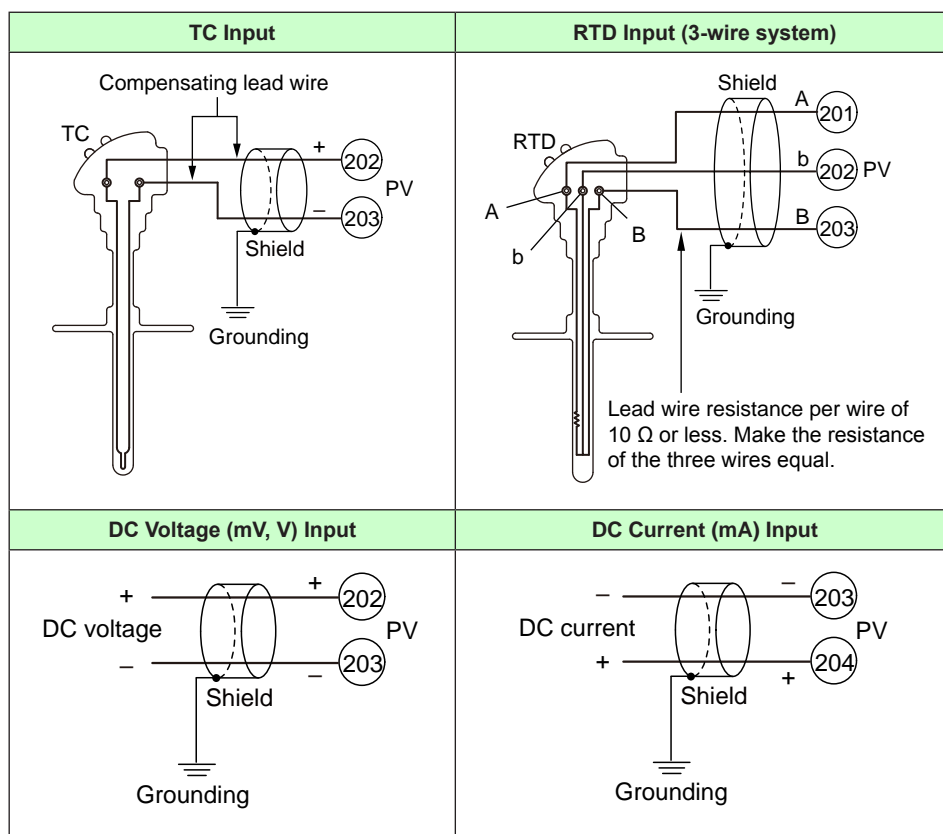 TC Input
Compensating lead wire
TC
+
202
PV
–
203
Shield
Grounding
RTD Input (3-wire system)
Shield
A
201
RTD
b
202 PV
A
B
203
B
b
Grounding
Lead wire resistance per wire of
10 Ω or less. Make the resistance
of the three wires equal.
DC Voltage (mV, V) Input
+
+
202
DC voltage
PV
–
–
203
Shield
Grounding
DC Current (mA) Input
–
–
203
DC current
PV
+
+
204
Shield
Grounding